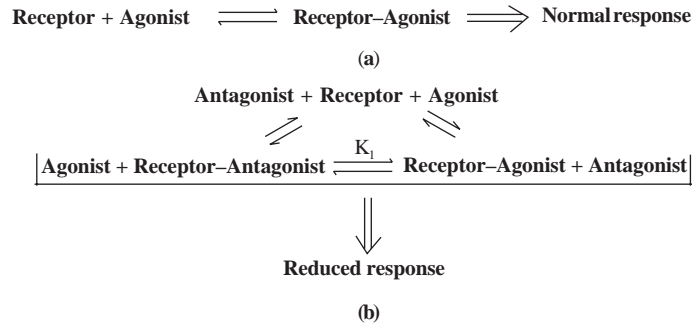 Receptor + Agonist ⇌ Receptor–Agonist ⇒ Normal response
(a)
Antagonist + Receptor + Agonist
Agonist + Receptor–Antagonist K1 ⇌ Receptor–Agonist + Antagonist
Reduced response
(b)